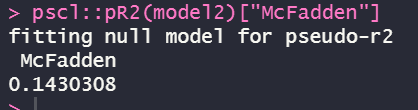 > pscl::pR2(model2)["McFadden"]
fitting null model for pseudo-r2
 McFadden
0.1430308
>